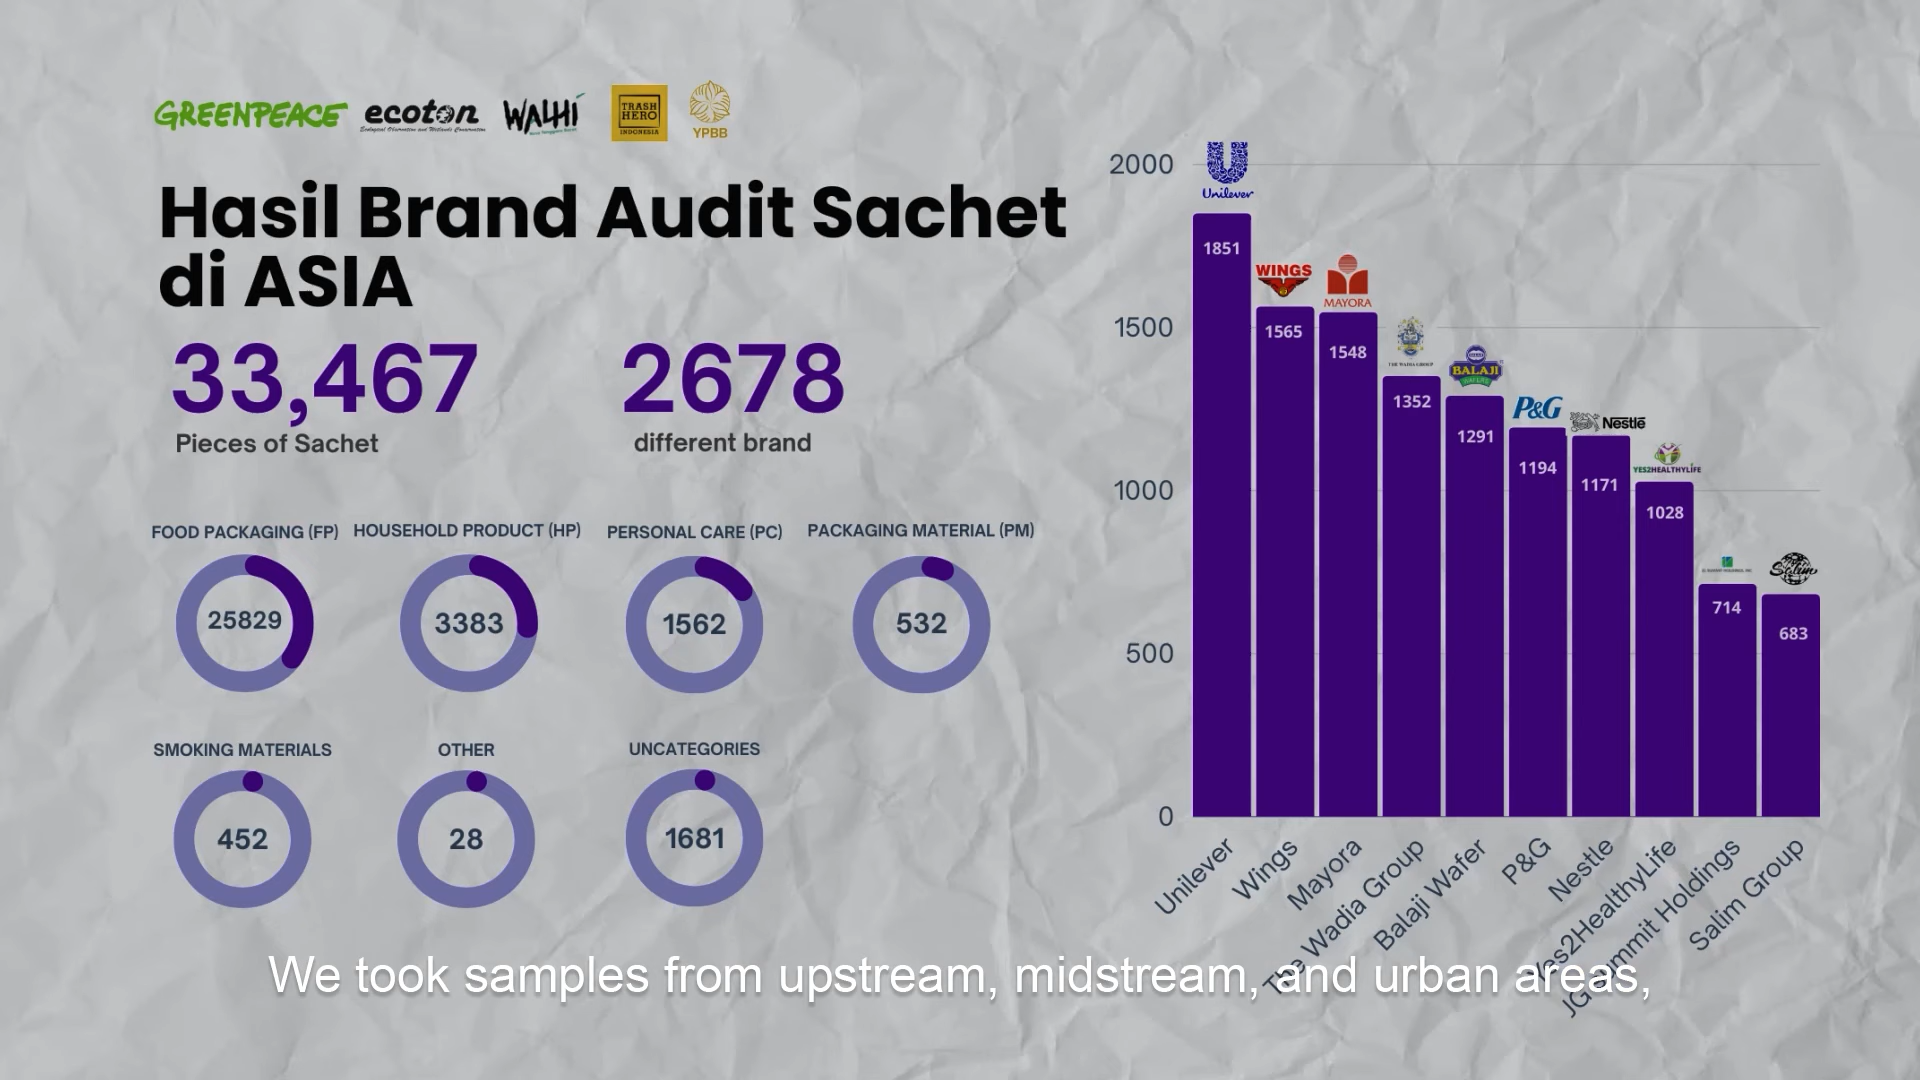 GREENPEACE
ecoton
WALHI
TRASH
HERO
INDONESIA
YPBB
Hasil Brand Audit Sachet
di ASIA
33,467
Pieces of Sachet
2678
different brand
FOOD PACKAGING (FP)
25829
HOUSEHOLD PRODUCT (HP)
3383
PERSONAL CARE (PC)
1562
PACKAGING MATERIAL (PM)
532
SMOKING MATERIALS
452
OTHER
28
UNCATEGORIES
1681
2000
1500
1000
500
0
Unilever
1851
WINGS
1565
MAYORA
1548
THE WADIA GROUP
1352
BALAJI
WAFERS
1291
P&G
1194
Nestlé
1171
YES2HEALTHYLIFE
1028
714
Salim
683
Unilever
Wings
Mayora
The Wadia Group
Balaji Wafer
P&G
Nestle
Yes2HealthyLife
JG Summit Holdings
Salim Group
We took samples from upstream, midstream, and urban areas,